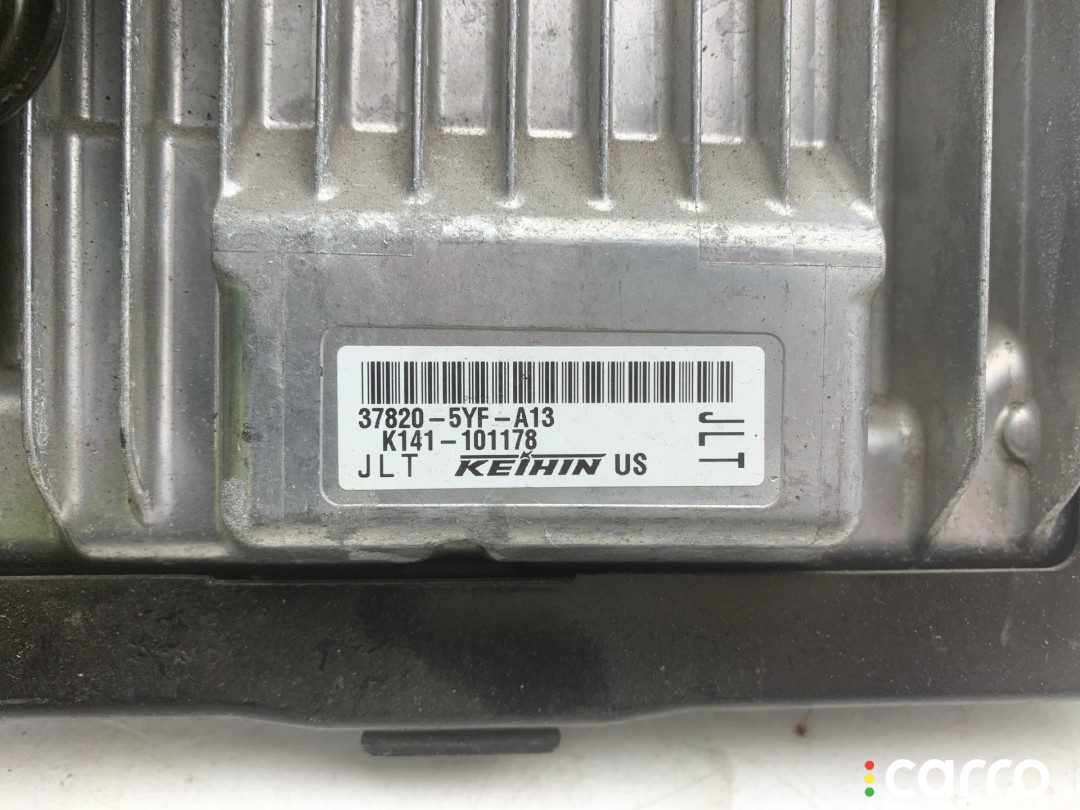 37820-5YF-A13
K141-101178
JLT KEIHIN US
JLT
carro